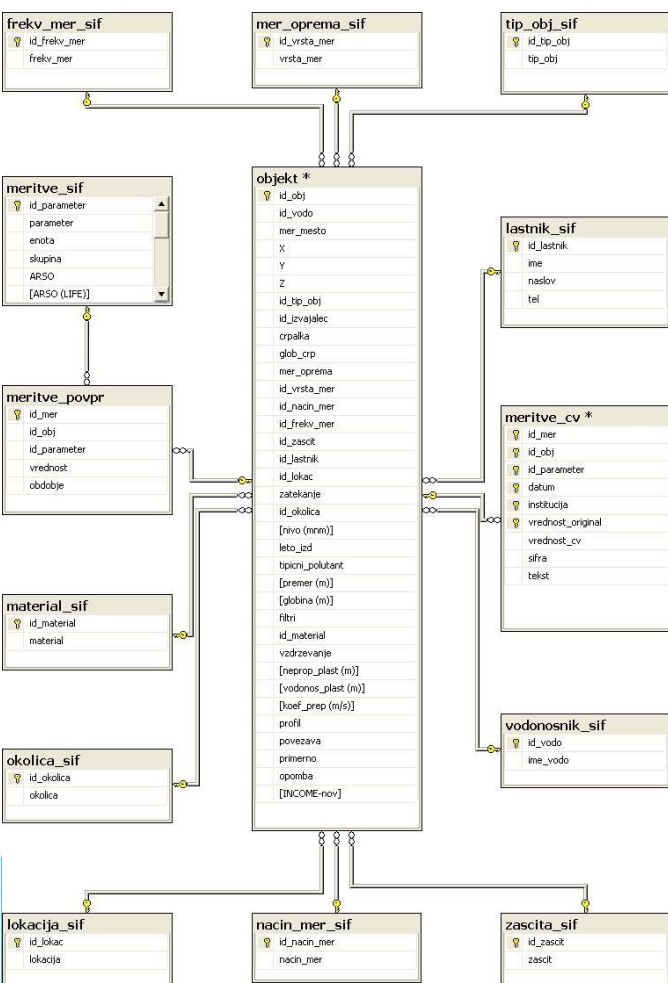 frekv_mer_sif
id_frekv_mer
frekv_mer
mer_oprema_sif
id_vrsta_mer
vrsta_mer
tip_obj_sif
id_tip_obj
tip_obj
meritve_sif
id_parameter
parameter
enota
skupina
ARSO
[ARSO (LIFE)]
meritve_povpr
id_mer
id_obj
id_parameter
vrednost
obdobje
material_sif
id_material
material
okolica_sif
id_okolica
okolica
objekt *
id_obj
id_vodo
mer_mesto
X
Y
Z
id_tip_obj
id_izvajalec
crpalka
glob_crp
mer_oprema
id_vrsta_mer
id_nacin_mer
id_frekv_mer
id_zascit
id_lastnik
id_lokac
zatekanje
id_okolica
[nivo (mnm)]
leto_izd
tipicni_polutant
[premer (m)]
[globina (m)]
filtri
id_material
vzdrzevanje
[neprop_plast (m)]
[vodonos_plast (m)]
[koef_prep (m/s)]
profil
povezava
primerno
opomba
[INCOME-nov]
lastnik_sif
id_lastnik
ime
naslov
tel
meritve_cv *
id_mer
id_obj
id_parameter
datum
institucija
vrednost_original
vrednost_cv
sifra
tekst
vodonosnik_sif
id_vodo
ime_vodo
lokacija_sif
id_lokac
lokacija
nacin_mer_sif
id_nacin_mer
nacin_mer
zascita_sif
id_zascit
zascit